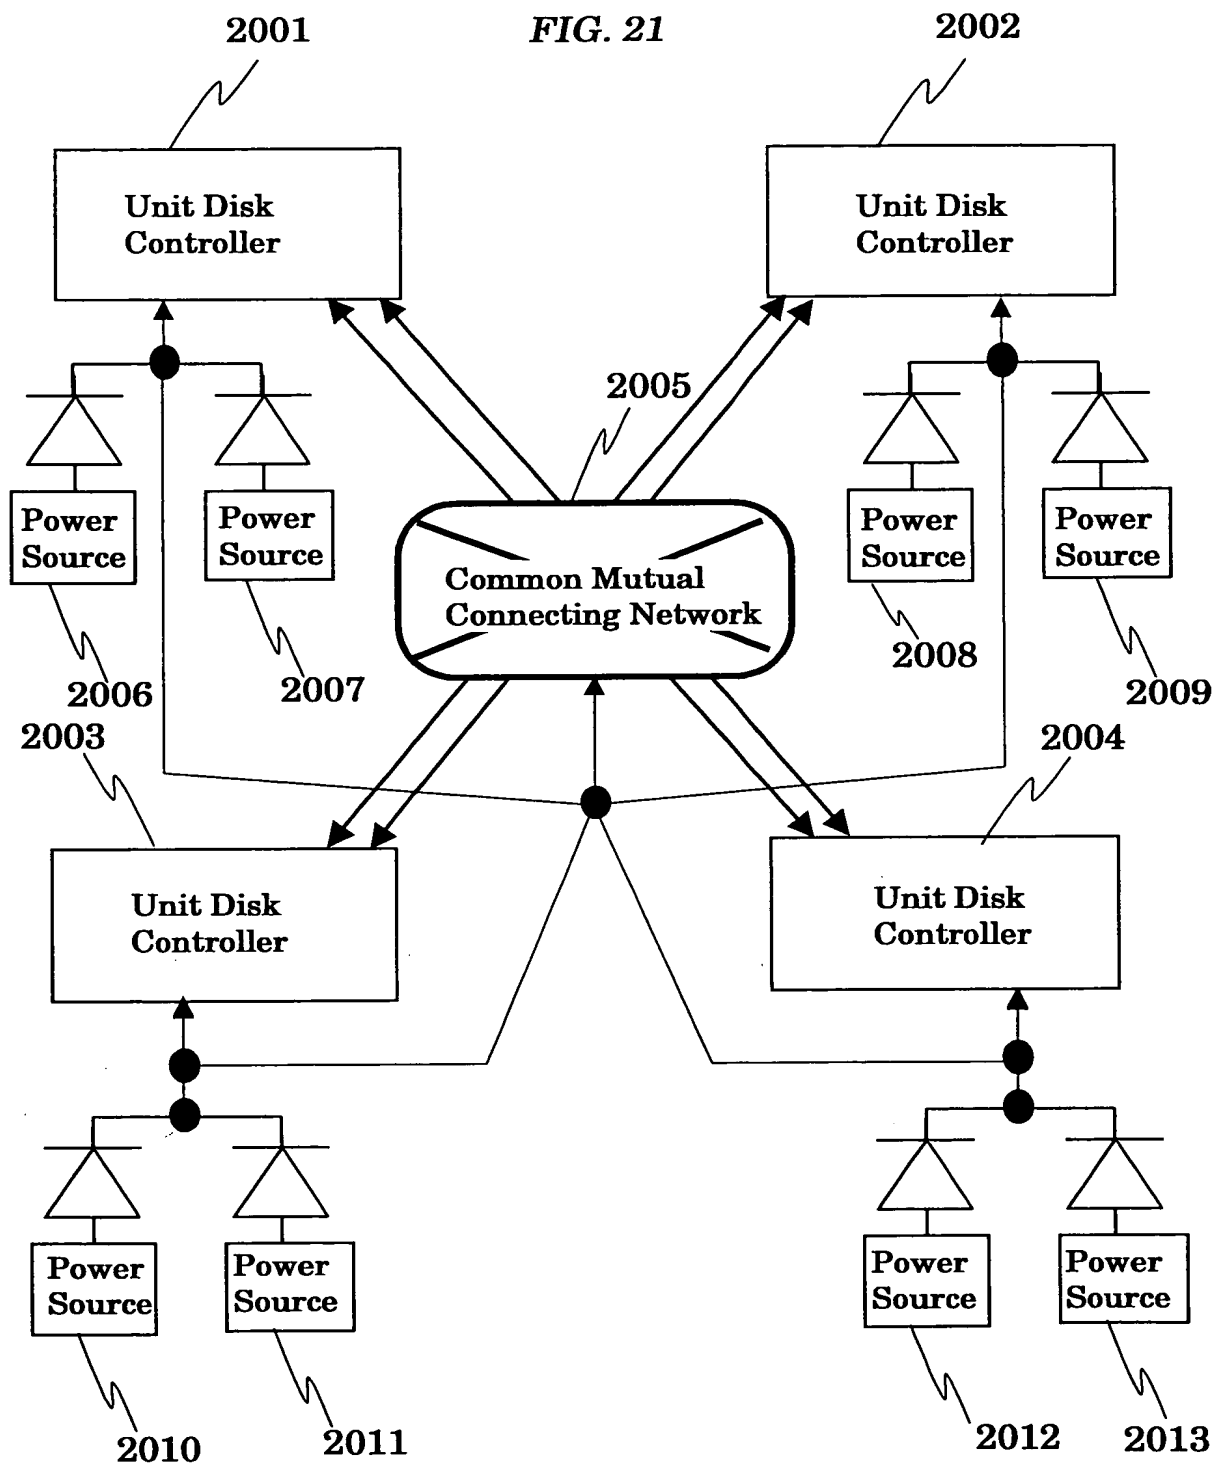 FIG. 21
2001
2002
Unit Disk
Controller
Unit Disk
Controller
2005
Power
Source
Power
Source
Power
Source
Power
Source
Common Mutual
Connecting Network
2006
2007
2008
2009
2003
2004
Unit Disk
Controller
Unit Disk
Controller
Power
Source
Power
Source
Power
Source
Power
Source
2010
2011
2012
2013